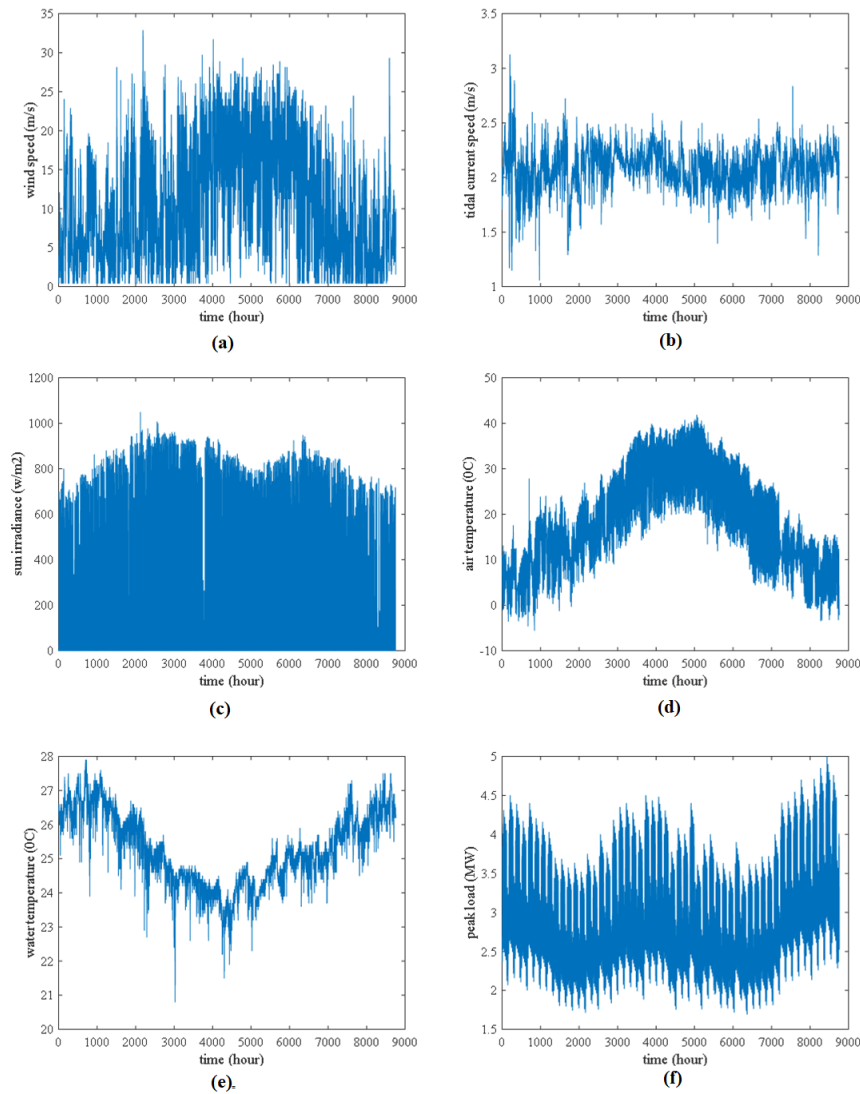 35
30
25
20
15
10
5
0
wind speed (m/s)
0 1000 2000 3000 4000 5000 6000 7000 8000 9000
time (hour)
(a)
3.5
3
2.5
2
1.5
1
tidal current speed (m/s)
0 1000 2000 3000 4000 5000 6000 7000 8000 9000
time (hour)
(b)
1200
1000
800
600
400
200
0
sun irradiance (w/m2)
0 1000 2000 3000 4000 5000 6000 7000 8000 9000
time (hour)
(c)
50
40
30
20
10
0
-10
air temperature (0C)
0 1000 2000 3000 4000 5000 6000 7000 8000 9000
time (hour)
(d)
28
27
26
25
24
23
22
21
20
water temperature (0C)
0 1000 2000 3000 4000 5000 6000 7000 8000 9000
time (hour)
(e).
5
4.5
4
3.5
3
2.5
2
1.5
peak load (MW)
0 1000 2000 3000 4000 5000 6000 7000 8000 9000
time (hour)
(f)